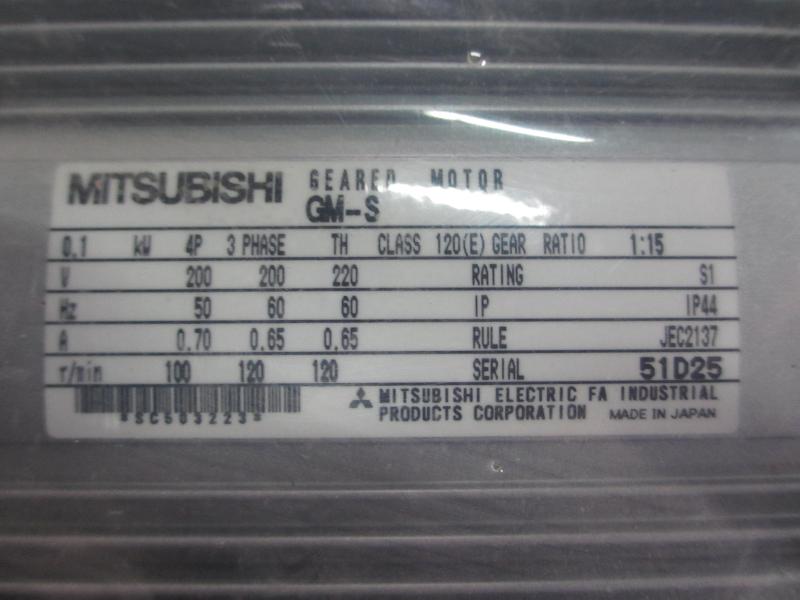 MITSUBISHI GEARED MOTOR
GM-S
0.1 kW 4P 3 PHASE TH CLASS 120(E) GEAR RATIO 1:15
V 200 200 220 RATING S1
Hz 50 60 60 IP IP44
A 0.70 0.65 0.65 RULE JEC2137
r/min 100 120 120 SERIAL 51D25
*SC503223* MITSUBISHI ELECTRIC FA INDUSTRIAL
PRODUCTS CORPORATION MADE IN JAPAN